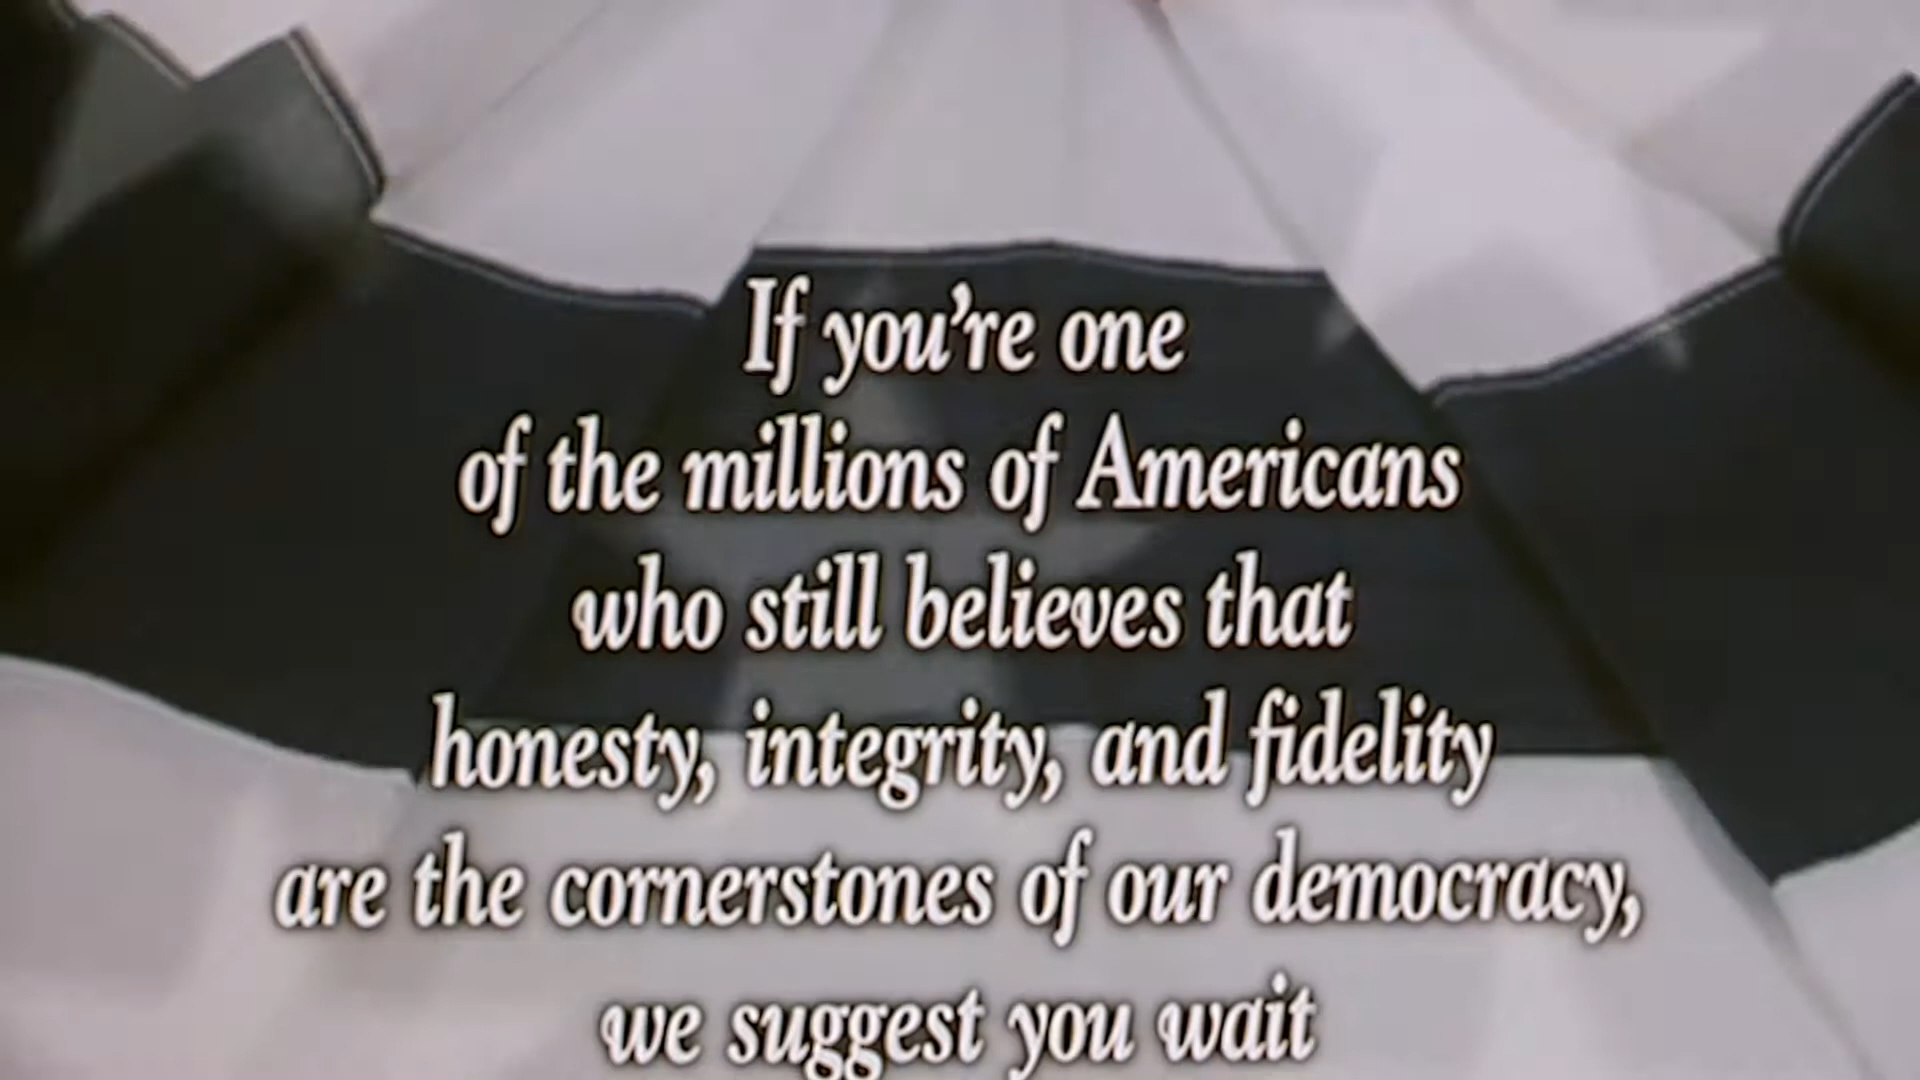 If you're one
of the millions of Americans
who still believes that
honesty, integrity, and fidelity
are the cornerstones of our democracy,
we suggest you wait